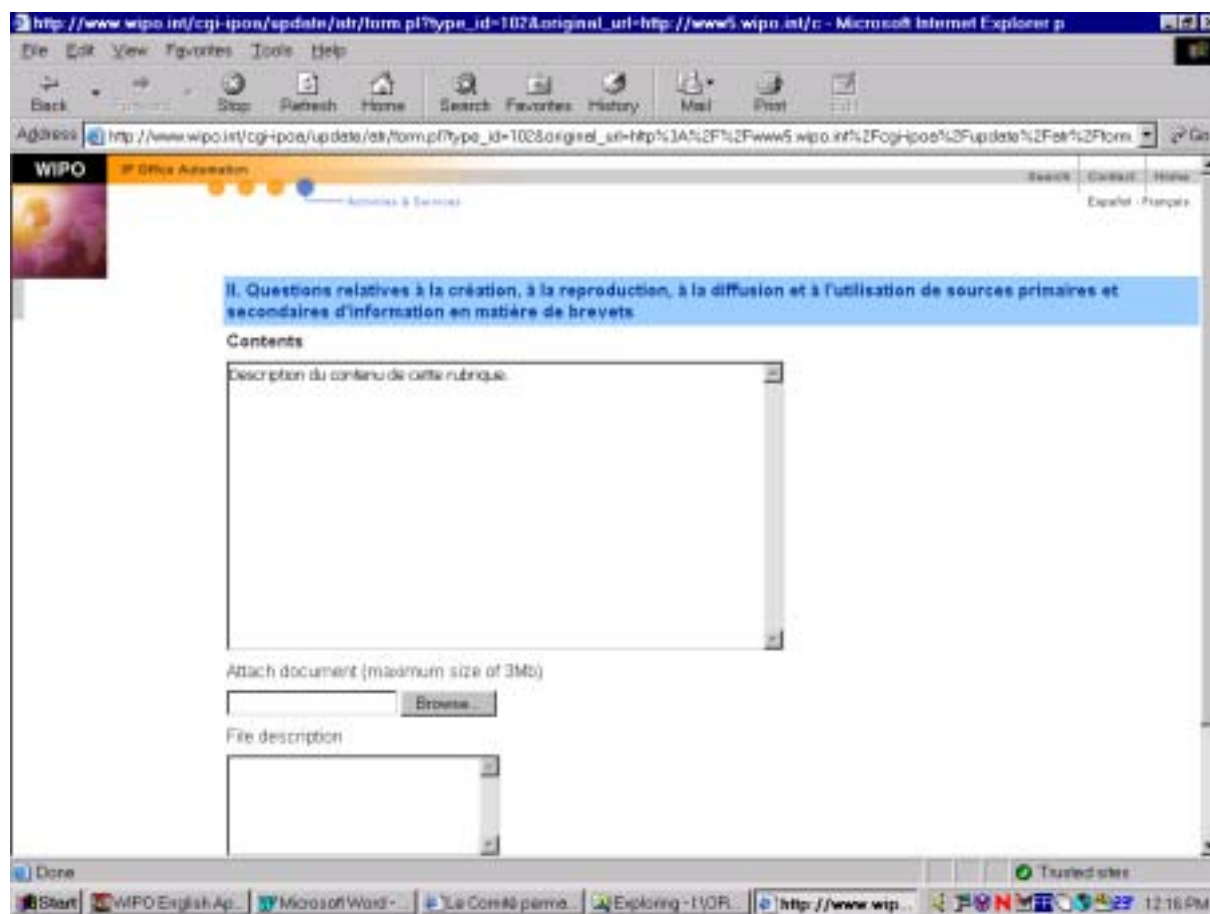 http://www.wipo.int/cgi-ipoa/update/atr/form.pl?type_id=102&original_url=http://www5.wipo.int/c - Microsoft Internet Explorer p
File Edit View Favorites Tools Help
Back Stop Refresh Home Search Favorites History Mail Print Edit
Address http://www.wipo.int/cgi-ipoa/update/atr/form.pl?type_id=102&original_url=http%3A%2F%2Fwww5.wipo.int%2Fcgi-ipoa%2Fupdate%2Fatr%2Fform Go
WIPO IP Office Automation
Search Contact Home
Activities & Services
Español - Français
II. Questions relatives à la création, à la reproduction, à la diffusion et à l'utilisation de sources primaires et
secondaires d'information en matière de brevets
Contents
Description du contenu de cette rubrique.
Attach document (maximum size of 3Mb)
Browse...
File description
Done Trusted sites
Start WIPO English Ap... Microsoft Word - ... "Le Comité perma... Exploring - I:\OR... http://www.wip... 12:16 PM